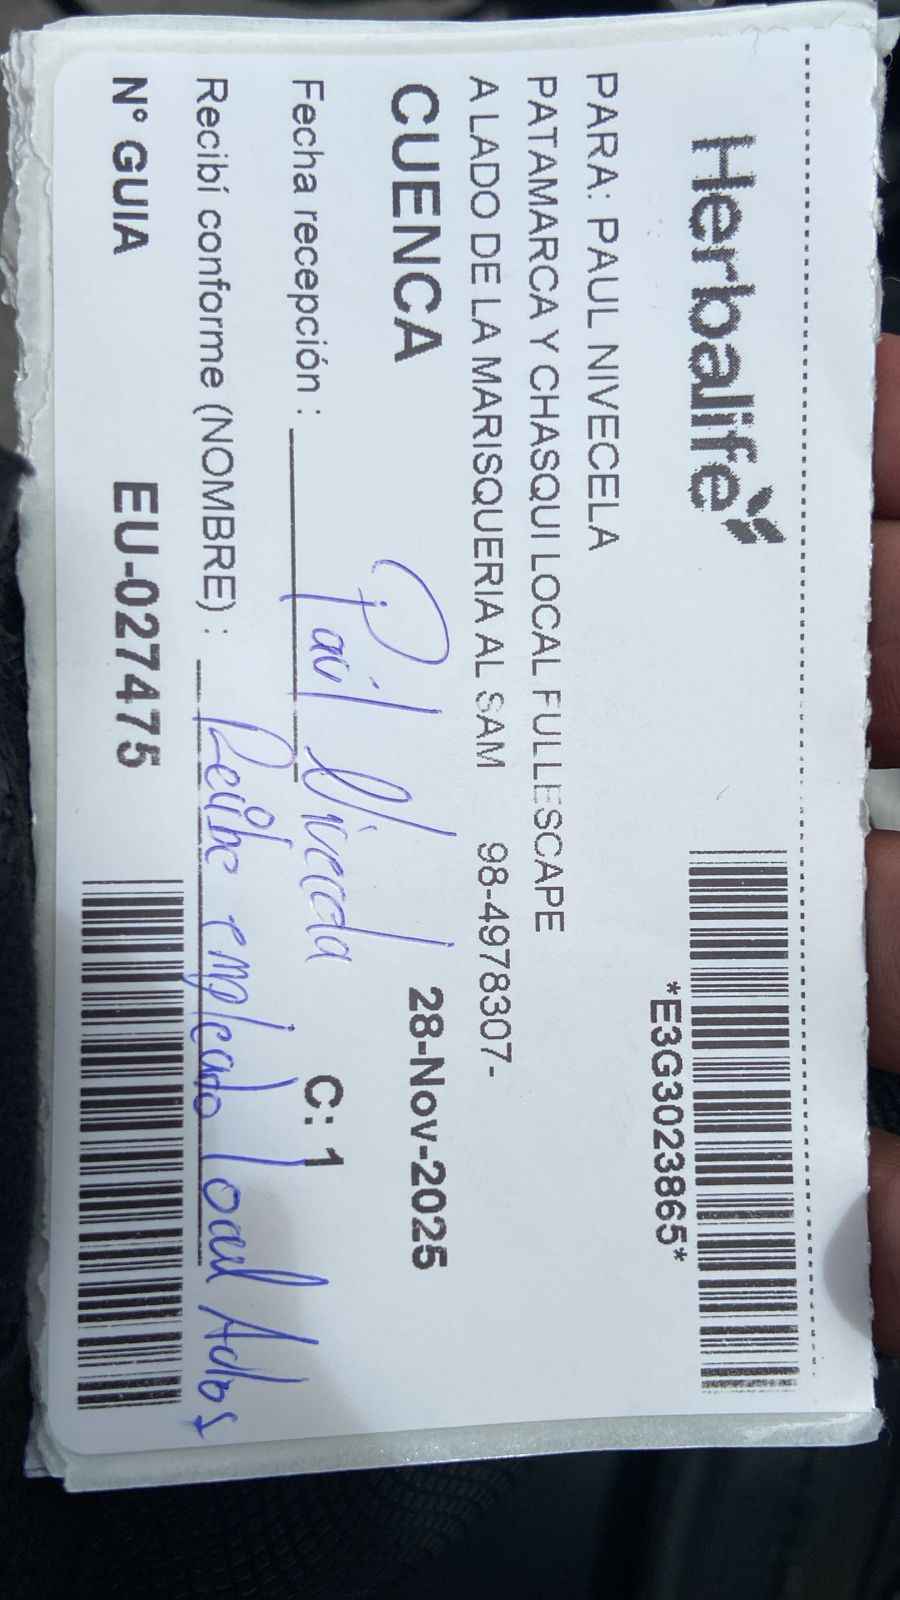 Herbalife
*E3G3023865*
PARA: PAUL NIVECELA
PATAMARCA Y CHASQUI LOCAL FULLESCAPE
A LADO DE LA MARISQUERIA AL SAM 98-4978307-
CUENCA 28-Nov-2025
Paúl Nivecela
Fecha recepción : C: 1
Recibí conforme (NOMBRE) : Recibe empleado local
Nº GUIA EU-027475